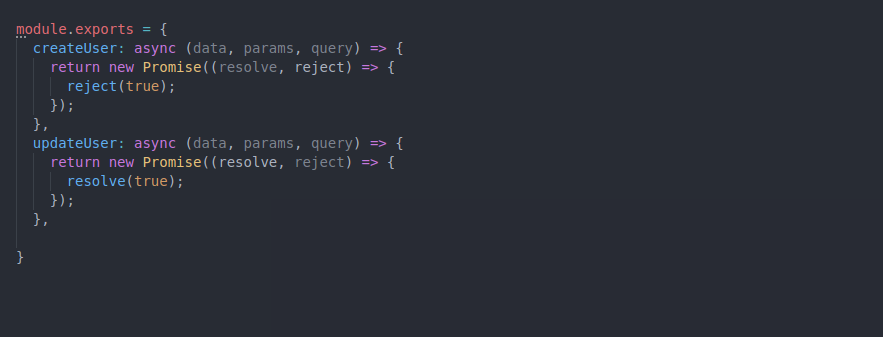 module.exports = {
  createUser: async (data, params, query) => {
    return new Promise((resolve, reject) => {
      reject(true);
    });
  },
  updateUser: async (data, params, query) => {
    return new Promise((resolve, reject) => {
      resolve(true);
    });
  },
}